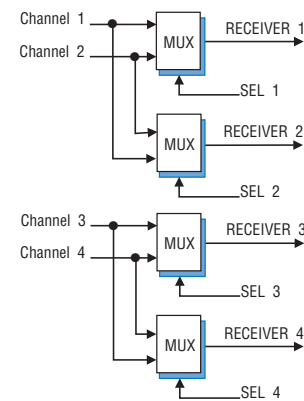 Channel 1
RECEIVER 1
MUX
Channel 2
SEL 1
RECEIVER 2
MUX
SEL 2
Channel 3
RECEIVER 3
MUX
Channel 4
SEL 3
RECEIVER 4
MUX
SEL 4